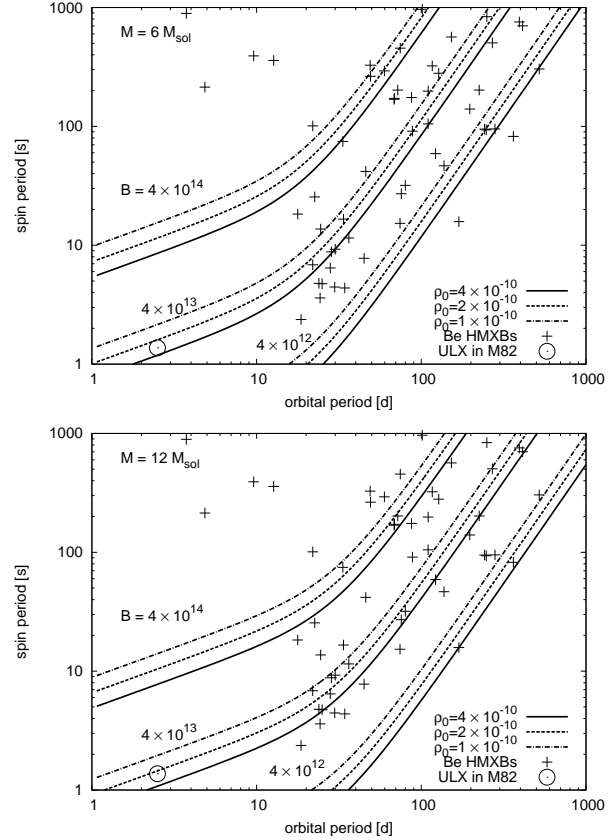 1000
M = 6 M_sol
100
spin period [s]
B = 4 × 10^14
10
4 × 10^13
4 × 10^12
ρ_0=4 × 10^-10
ρ_0=2 × 10^-10
ρ_0=1 × 10^-10
Be HMXBs
ULX in M82
1
1 10 100 1000
orbital period [d]
1000
M = 12 M_sol
100
spin period [s]
B = 4 × 10^14
10
4 × 10^13
4 × 10^12
ρ_0=4 × 10^-10
ρ_0=2 × 10^-10
ρ_0=1 × 10^-10
Be HMXBs
ULX in M82
1
1 10 100 1000
orbital period [d]